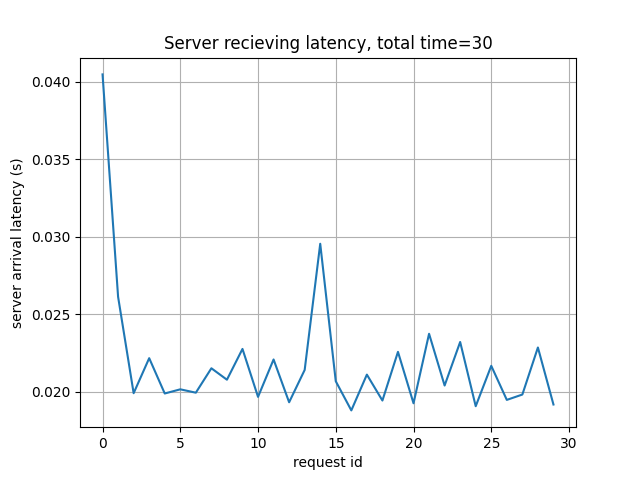 Server recieving latency, total time=30
server arrival latency (s)
0.040
0.035
0.030
0.025
0.020
0 5 10 15 20 25 30
request id